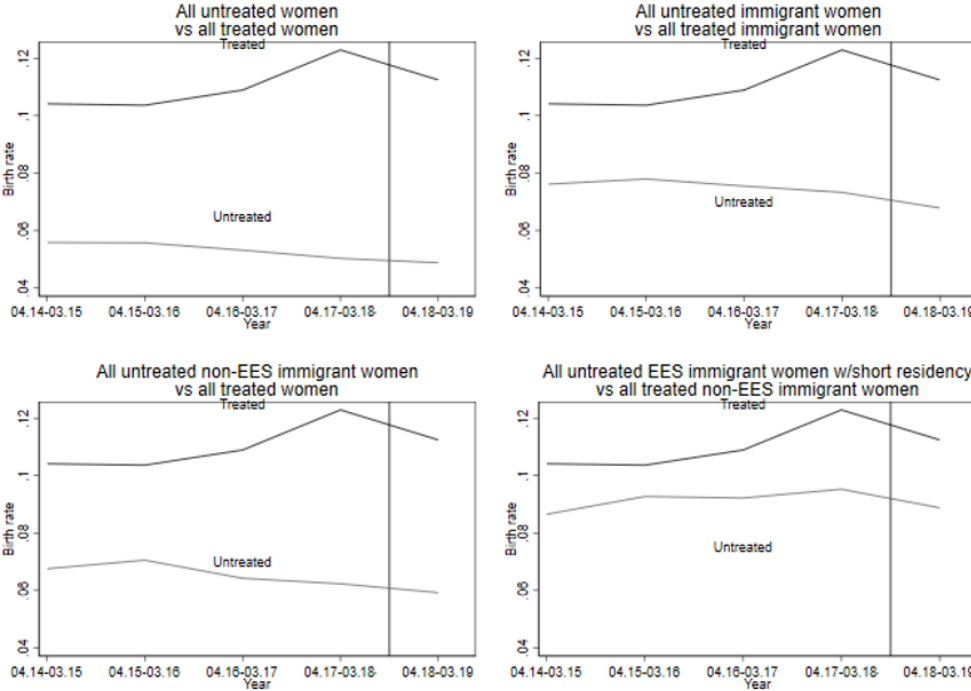 All untreated women
vs all treated women
Treated
.12
.1
.08
.06
.04
Birth rate
Untreated
04.14-03.15 04.15-03.16 04.16-03.17 04.17-03.18 04.18-03.19
Year
All untreated immigrant women
vs all treated immigrant women
Treated
.12
.1
.08
.06
.04
Birth rate
Untreated
04.14-03.15 04.15-03.16 04.16-03.17 04.17-03.18 04.18-03.19
Year
All untreated non-EES immigrant women
vs all treated women
Treated
.12
.1
.08
.06
.04
Birth rate
Untreated
04.14-03.15 04.15-03.16 04.16-03.17 04.17-03.18 04.18-03.19
Year
All untreated EES immigrant women w/short residency
vs all treated non-EES immigrant women
Treated
.12
.1
.08
.06
.04
Birth rate
Untreated
04.14-03.15 04.15-03.16 04.16-03.17 04.17-03.18 04.18-03.19
Year